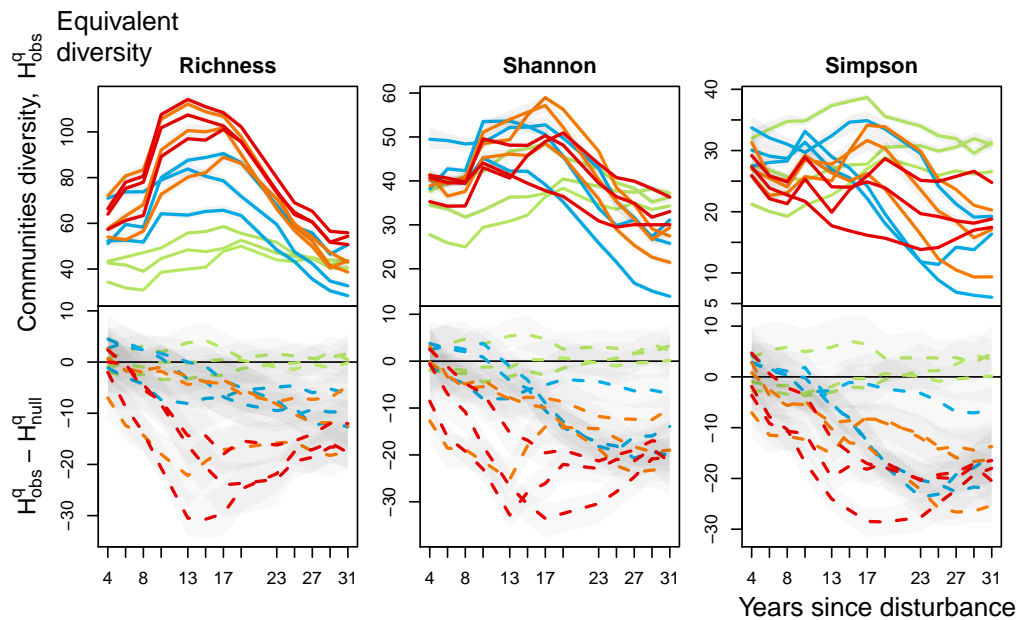 Equivalent
diversity
Richness
Shannon
Simpson
Communities diversity, H^q_obs
40
60
80
100
30
40
50
60
5
10
15
20
25
30
40
H^q_obs − H^q_null
10
0
−10
−20
−30
10
0
−10
−20
−30
10
0
−10
−20
−30
4 8 13 17 23 27 31
4 8 13 17 23 27 31
4 8 13 17 23 27 31
Years since disturbance